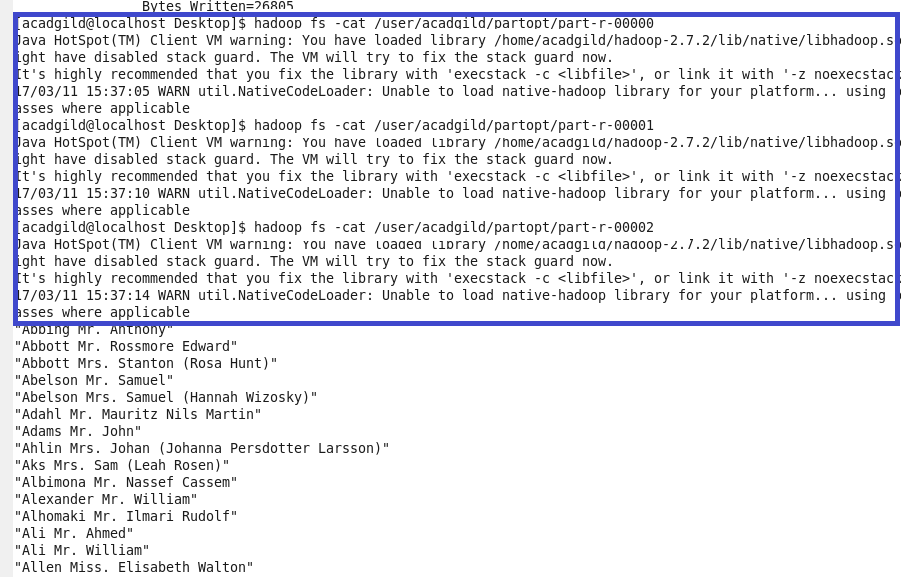 Bytes Written=26805
[acadgild@localhost Desktop]$ hadoop fs -cat /user/acadgild/partopt/part-r-00000
Java HotSpot(TM) Client VM warning: You have loaded library /home/acadgild/hadoop-2.7.2/lib/native/libhadoop.s
ight have disabled stack guard. The VM will try to fix the stack guard now.
It's highly recommended that you fix the library with 'execstack -c <libfile>', or link it with '-z noexecstac
17/03/11 15:37:05 WARN util.NativeCodeLoader: Unable to load native-hadoop library for your platform... using
asses where applicable
[acadgild@localhost Desktop]$ hadoop fs -cat /user/acadgild/partopt/part-r-00001
Java HotSpot(TM) Client VM warning: You have loaded library /home/acadgild/hadoop-2.7.2/lib/native/libhadoop.s
ight have disabled stack guard. The VM will try to fix the stack guard now.
It's highly recommended that you fix the library with 'execstack -c <libfile>', or link it with '-z noexecstac
17/03/11 15:37:10 WARN util.NativeCodeLoader: Unable to load native-hadoop library for your platform... using
asses where applicable
[acadgild@localhost Desktop]$ hadoop fs -cat /user/acadgild/partopt/part-r-00002
Java HotSpot(TM) Client VM warning: You have loaded library /home/acadgild/hadoop-2.7.2/lib/native/libhadoop.s
ight have disabled stack guard. The VM will try to fix the stack guard now.
It's highly recommended that you fix the library with 'execstack -c <libfile>', or link it with '-z noexecstac
17/03/11 15:37:14 WARN util.NativeCodeLoader: Unable to load native-hadoop library for your platform... using
asses where applicable
"Abbing Mr. Anthony"
"Abbott Mr. Rossmore Edward"
"Abbott Mrs. Stanton (Rosa Hunt)"
"Abelson Mr. Samuel"
"Abelson Mrs. Samuel (Hannah Wizosky)"
"Adahl Mr. Mauritz Nils Martin"
"Adams Mr. John"
"Ahlin Mrs. Johan (Johanna Persdotter Larsson)"
"Aks Mrs. Sam (Leah Rosen)"
"Albimona Mr. Nassef Cassem"
"Alexander Mr. William"
"Alhomaki Mr. Ilmari Rudolf"
"Ali Mr. Ahmed"
"Ali Mr. William"
"Allen Miss. Elisabeth Walton"